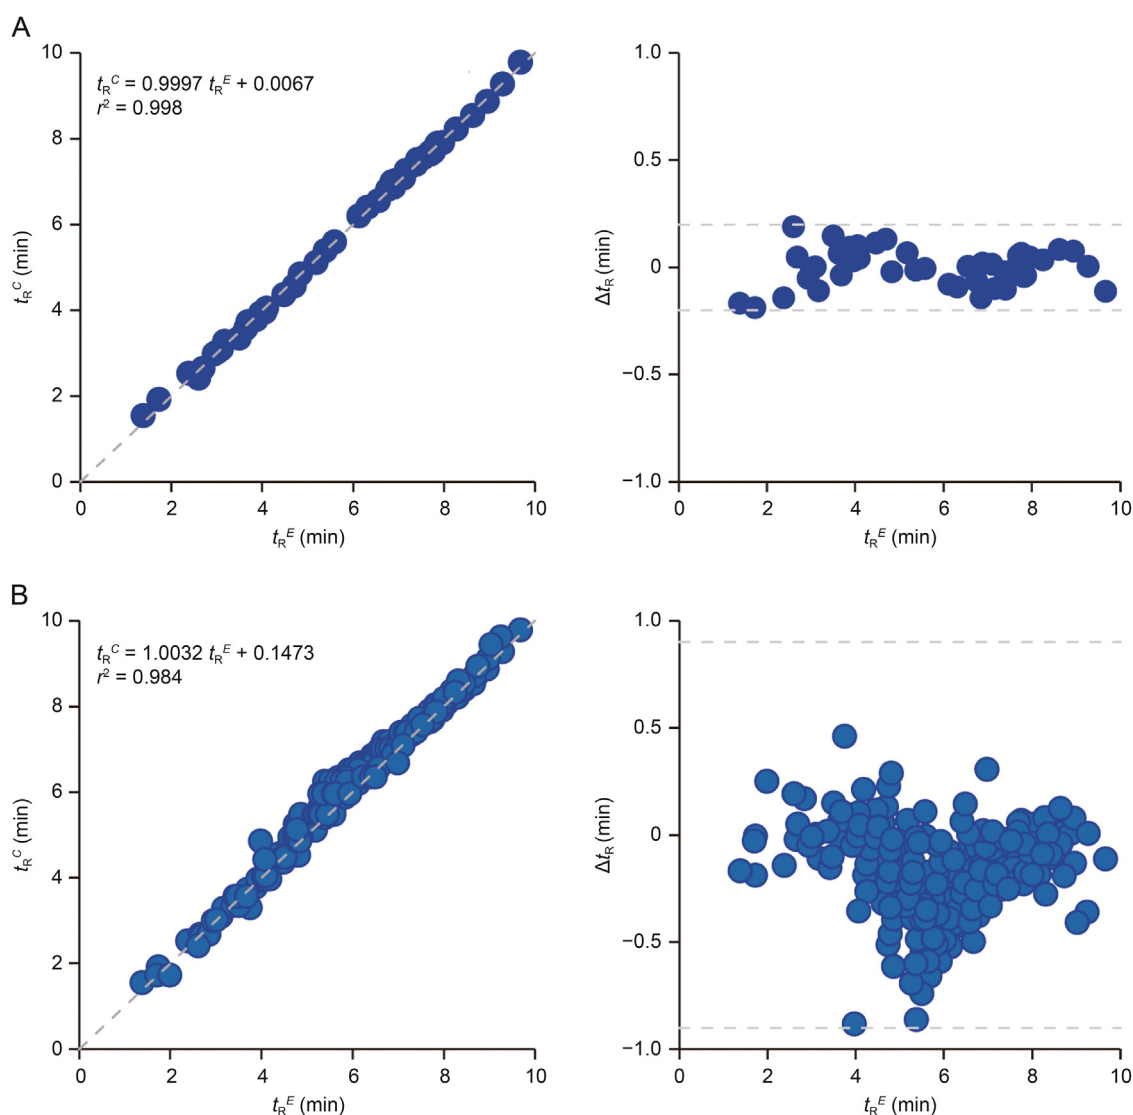 A
t_R^C = 0.9997 t_R^E + 0.0067
r² = 0.998
10
8
6
4
2
0
t_R^C (min)
0 2 4 6 8 10
t_R^E (min)
1.0
0.5
0
−0.5
−1.0
Δt_R (min)
0 2 4 6 8 10
t_R^E (min)
B
t_R^C = 1.0032 t_R^E + 0.1473
r² = 0.984
10
8
6
4
2
0
t_R^C (min)
0 2 4 6 8 10
t_R^E (min)
1.0
0.5
0
−0.5
−1.0
Δt_R (min)
0 2 4 6 8 10
t_R^E (min)